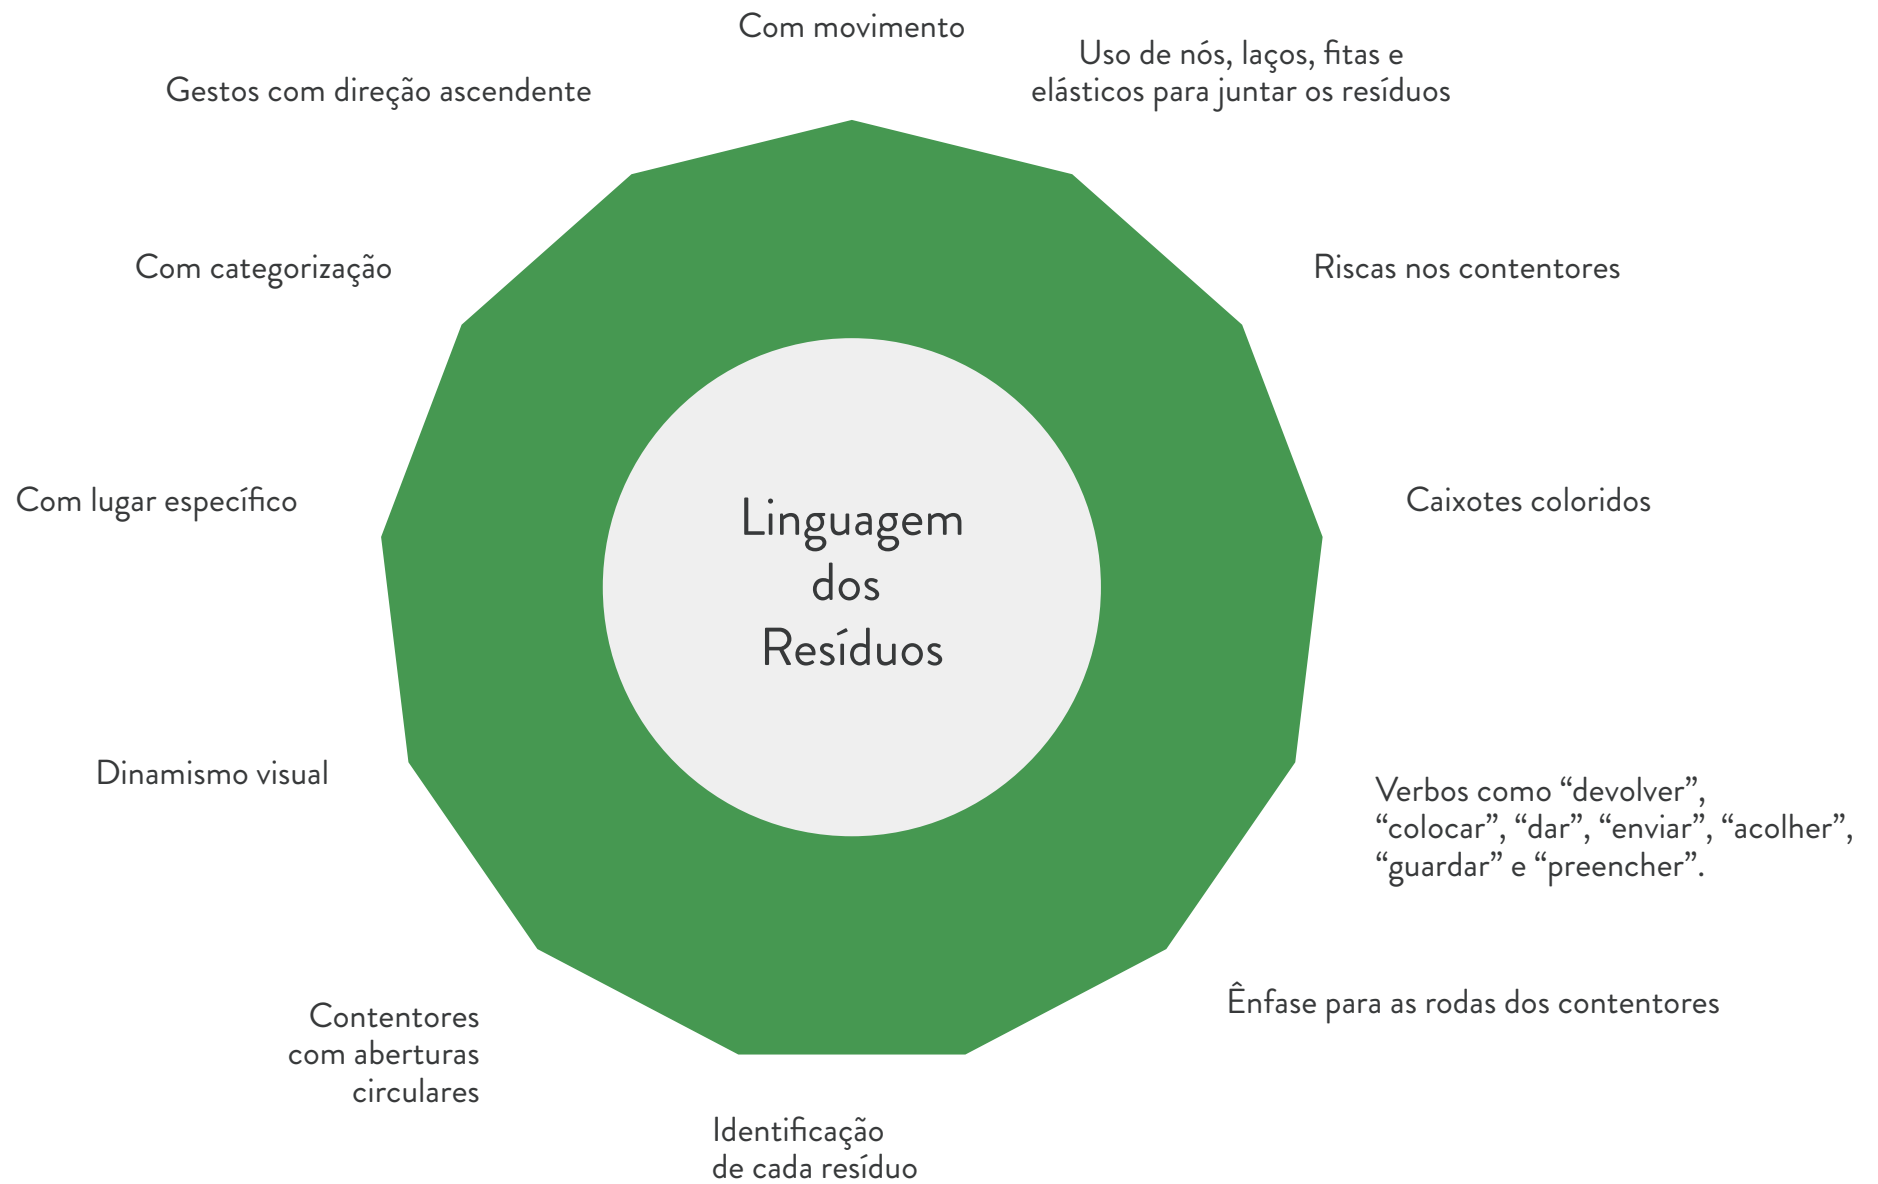 Com movimento
Uso de nós, laços, fitas e
elásticos para juntar os resíduos
Gestos com direção ascendente
Com categorização
Riscas nos contentores
Com lugar específico
Caixotes coloridos
Linguagem
dos
Resíduos
Dinamismo visual
Verbos como “devolver”,
“colocar”, “dar”, “enviar”, “acolher”,
“guardar” e “preencher”.
Ênfase para as rodas dos contentores
Contentores
com aberturas
circulares
Identificação
de cada resíduo